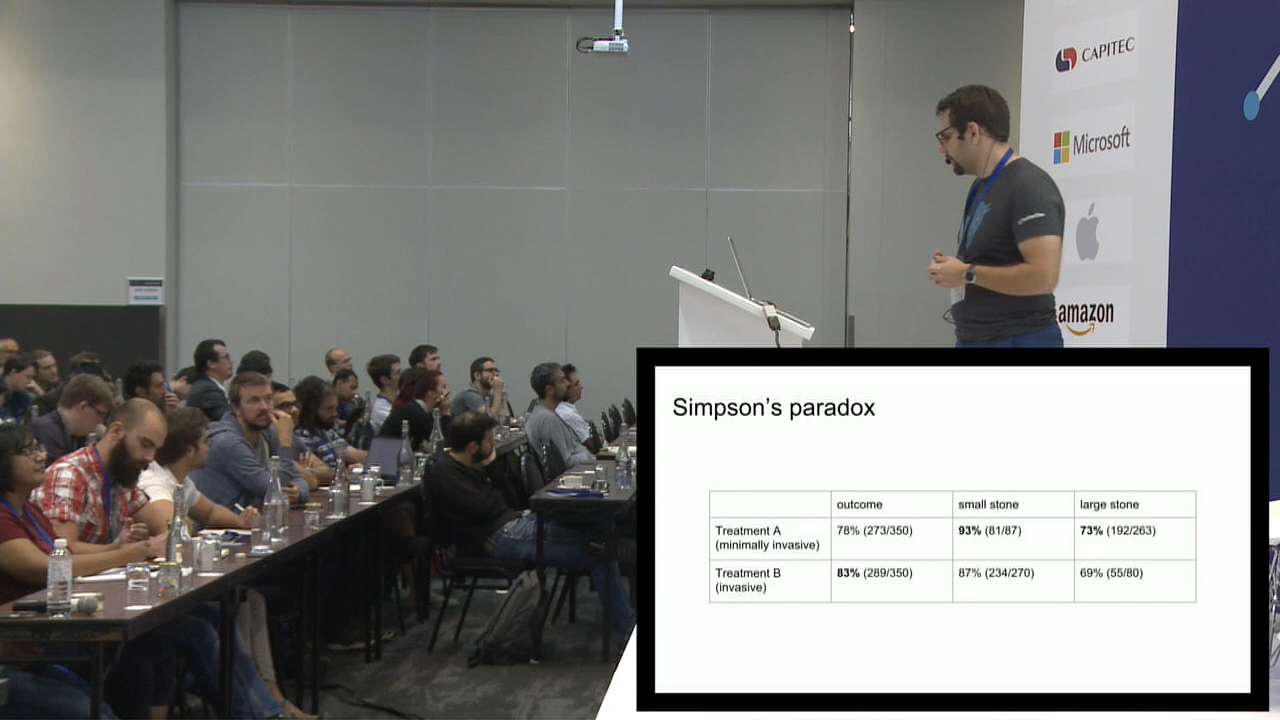 CAPITEC
Microsoft
amazon
Simpson's paradox
outcome small stone large stone
Treatment A (minimally invasive) 78% (273/350) 93% (81/87) 73% (192/263)
Treatment B (invasive) 83% (289/350) 87% (234/270) 69% (55/80)